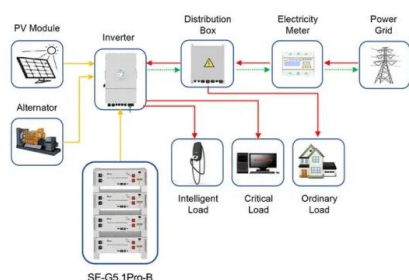 PV Module
Inverter
Distribution
Box
Electricity
Meter
Power
Grid
Alternator
Intelligent
Load
Critical
Load
Ordinary
Load
SE-G5.1Pro-B